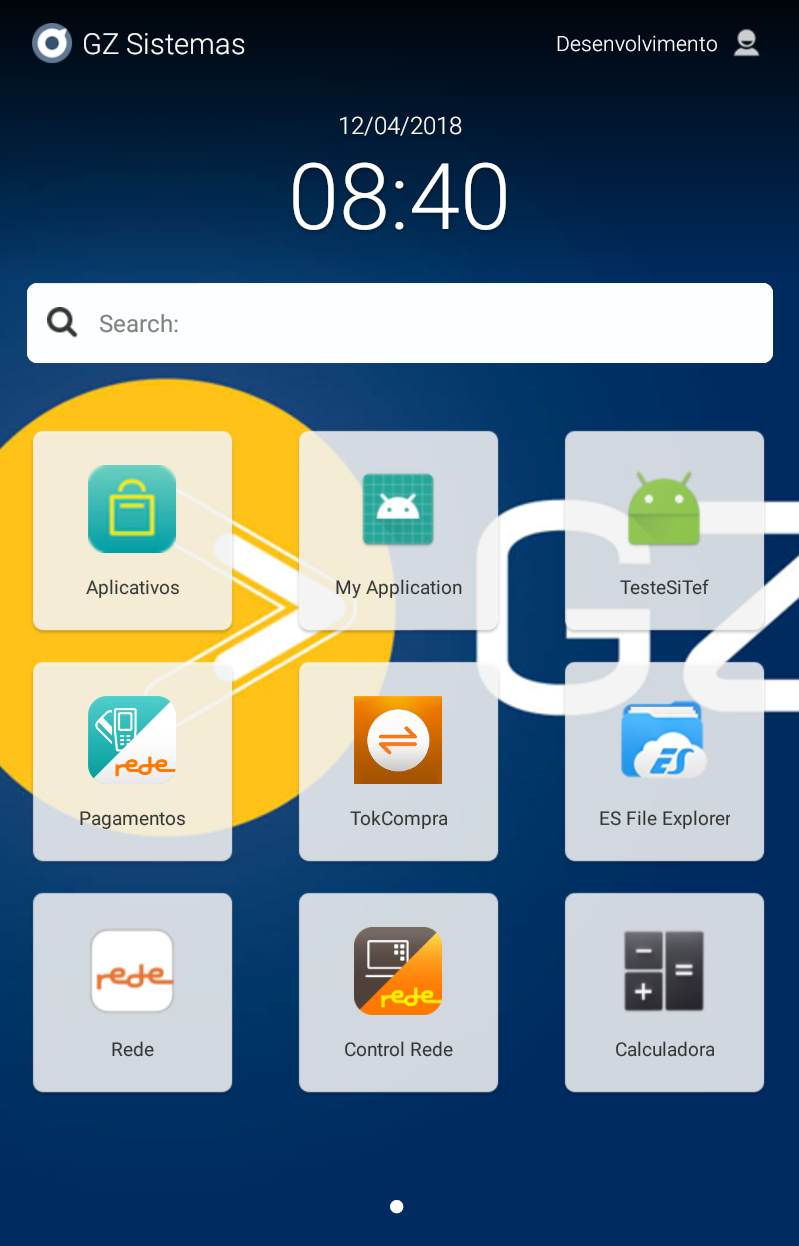 GZ Sistemas
Desenvolvimento
12/04/2018
08:40
Search:
GZ
Aplicativos
My Application
TesteSiTef
rede
ES
Pagamentos
TokCompra
ES File Explorer
rede
rede
Rede
Control Rede
Calculadora